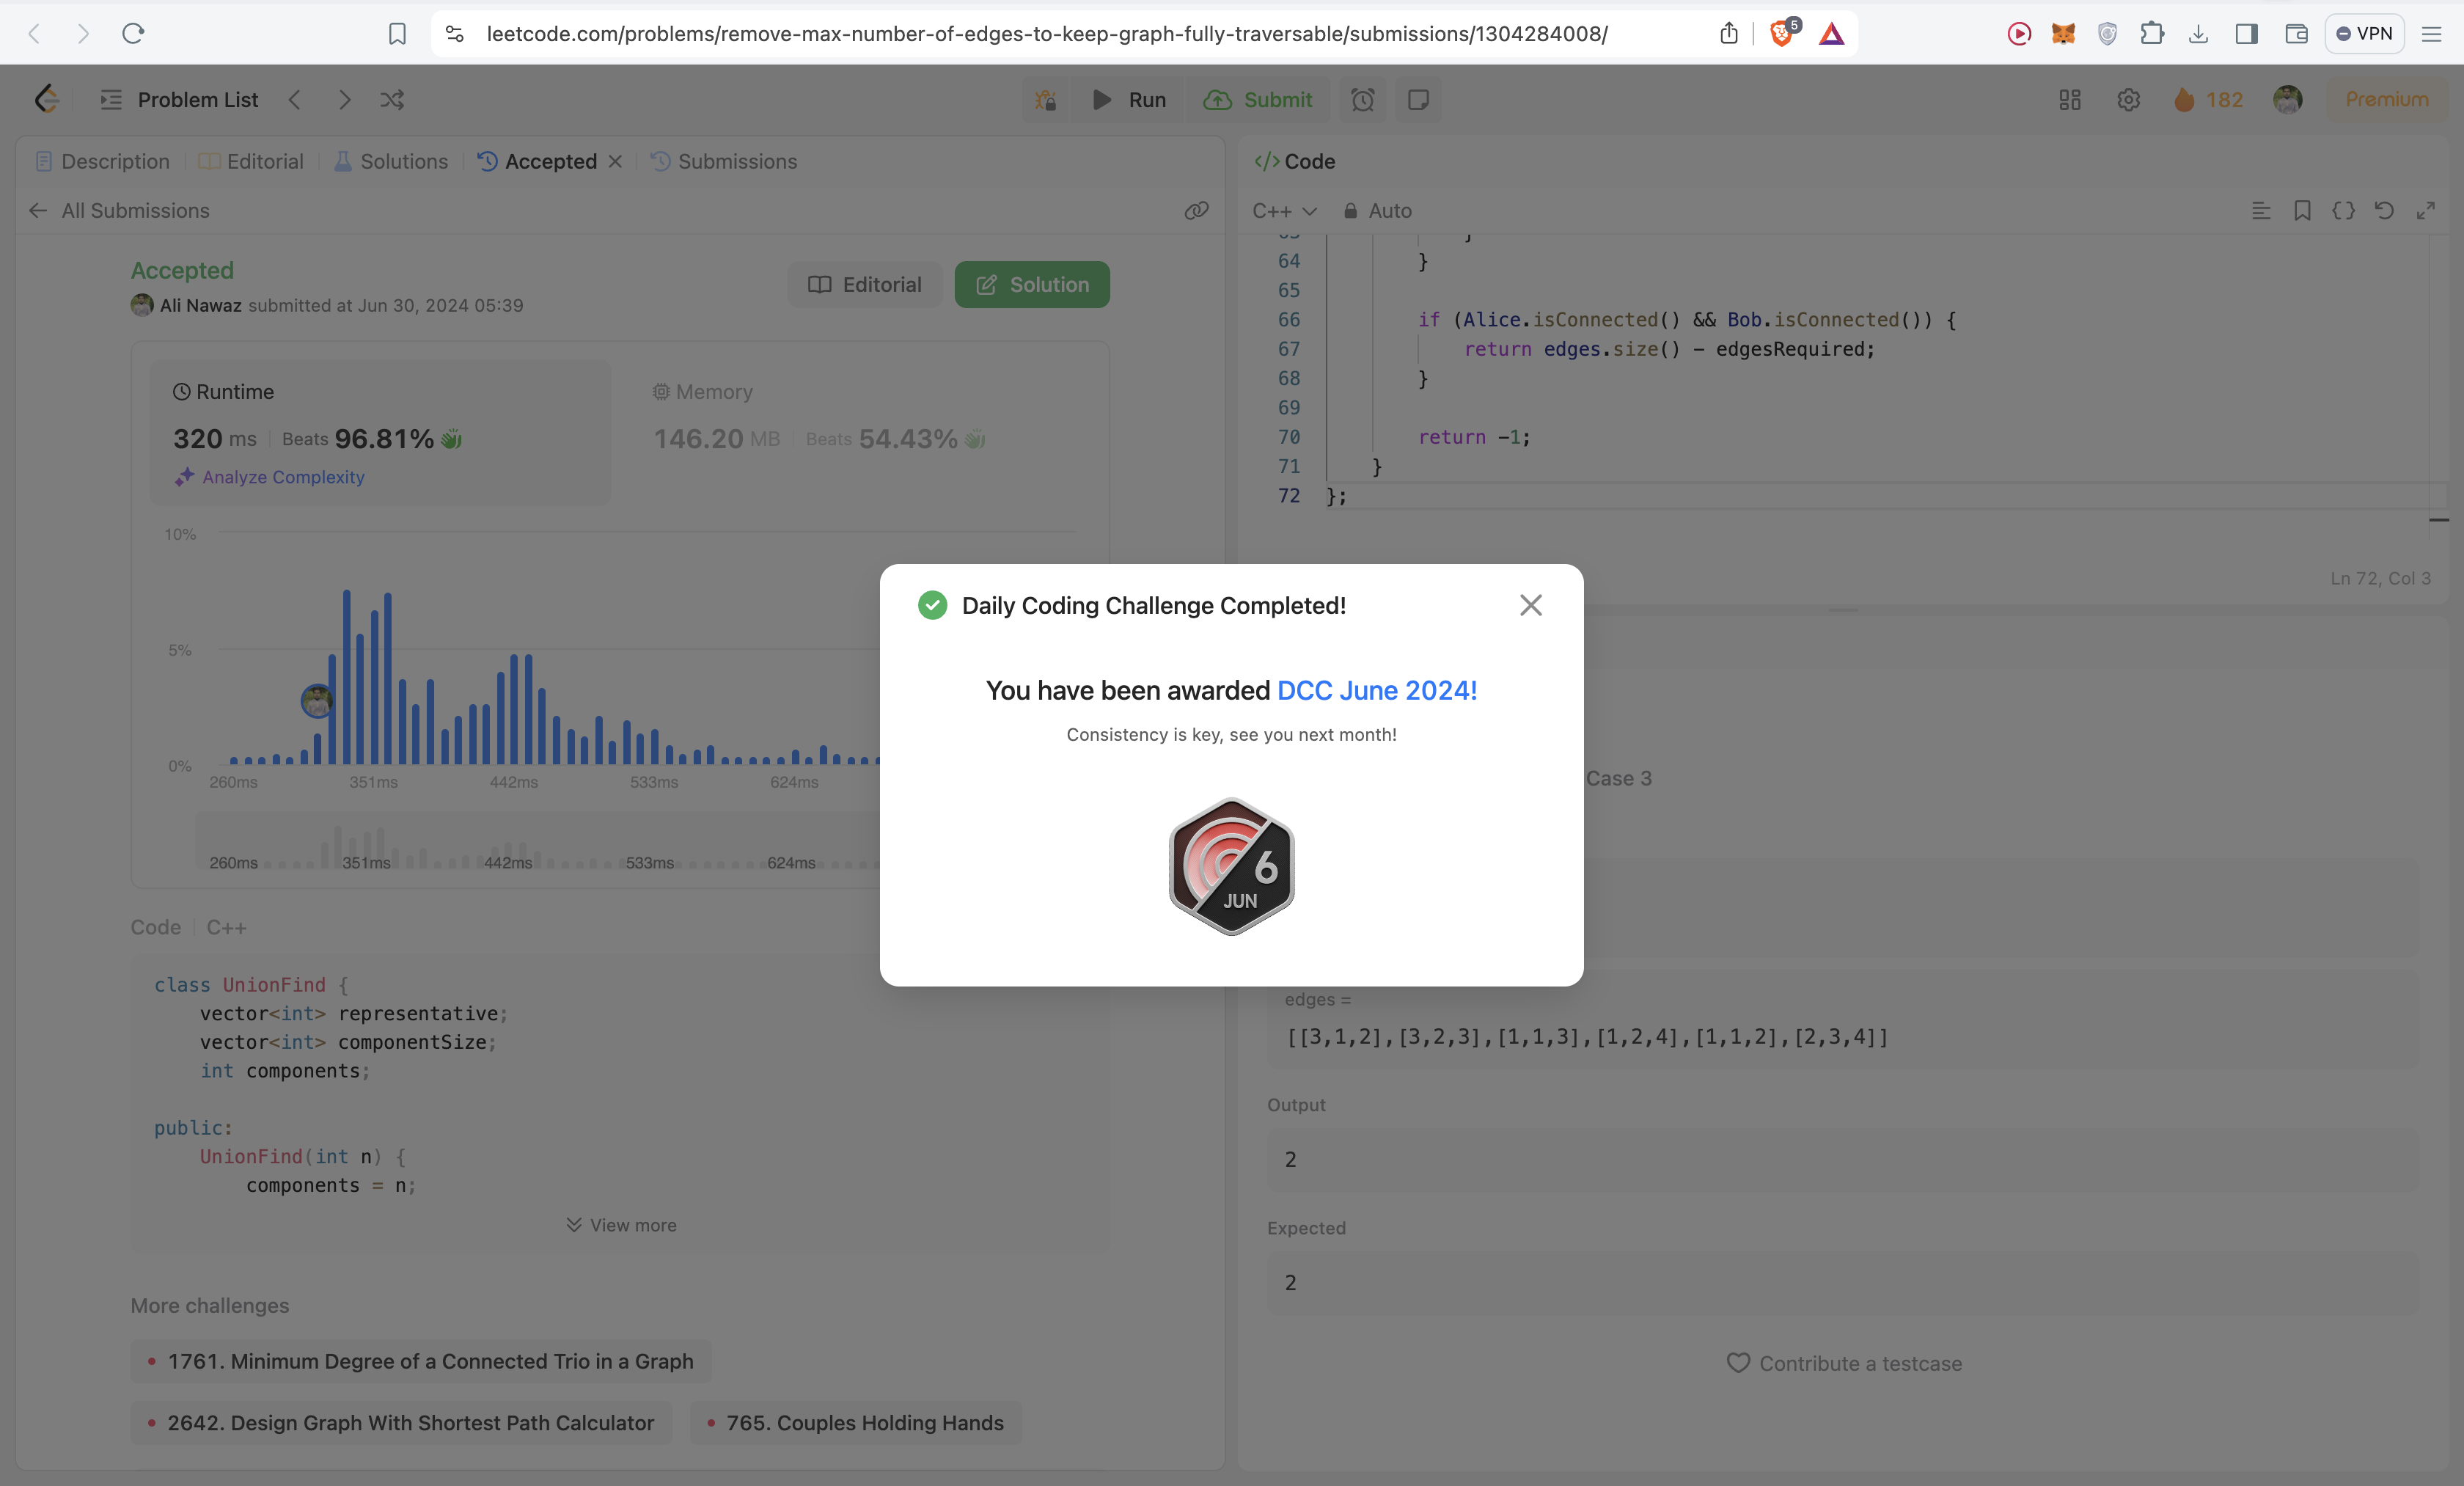 leetcode.com/problems/remove-max-number-of-edges-to-keep-graph-fully-traversable/submissions/1304284008/
5
VPN
Problem List
Run
Submit
182
Premium
Description
Editorial
Solutions
Accepted
Submissions
All Submissions
Accepted
Ali Nawaz submitted at Jun 30, 2024 05:39
Editorial
Solution
Runtime
320 ms
Beats 96.81%
Analyze Complexity
Memory
146.20 MB
Beats 54.43%
10%
5%
0%
260ms
351ms
442ms
533ms
624ms
260ms
351ms
442ms
533ms
624ms
Code
C++
class UnionFind {
vector<int> representative;
vector<int> componentSize;
int components;
public:
UnionFind(int n) {
components = n;
View more
More challenges
1761. Minimum Degree of a Connected Trio in a Graph
2642. Design Graph With Shortest Path Calculator
765. Couples Holding Hands
</> Code
C++
Auto
64 }
65
66 if (Alice.isConnected() && Bob.isConnected()) {
67 return edges.size() - edgesRequired;
68 }
69
70 return -1;
71 }
72 };
Ln 72, Col 3
Daily Coding Challenge Completed!
You have been awarded DCC June 2024!
Consistency is key, see you next month!
6
JUN
Case 3
edges =
[[3,1,2],[3,2,3],[1,1,3],[1,2,4],[1,1,2],[2,3,4]]
Output
2
Expected
2
Contribute a testcase